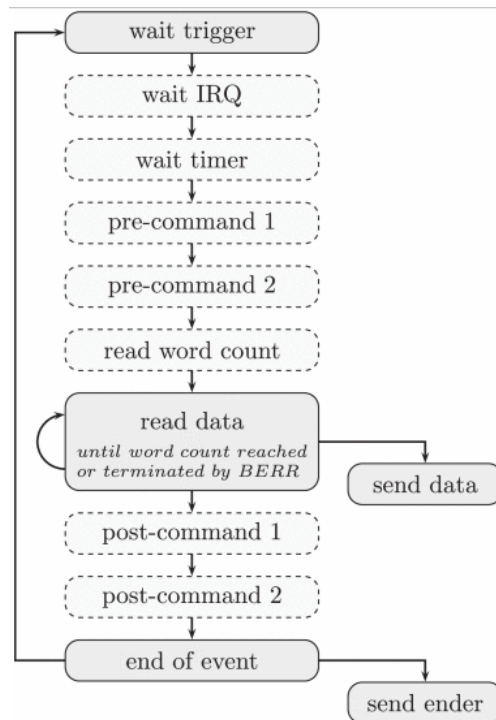 wait trigger
wait IRQ
wait timer
pre-command 1
pre-command 2
read word count
read data
until word count reached
or terminated by BERR
send data
post-command 1
post-command 2
end of event
send ender